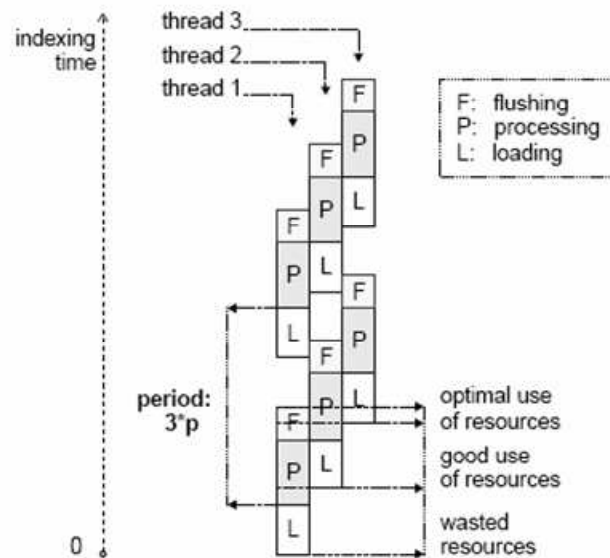 thread 3
indexing
time
thread 2
thread 1
F: flushing
P: processing
L: loading
F
P
L
F
P
L
F
P
L
F
P
L
F
P
L
F
P
L
period:
3*p
optimal use
of resources
good use
of resources
wasted
resources
0